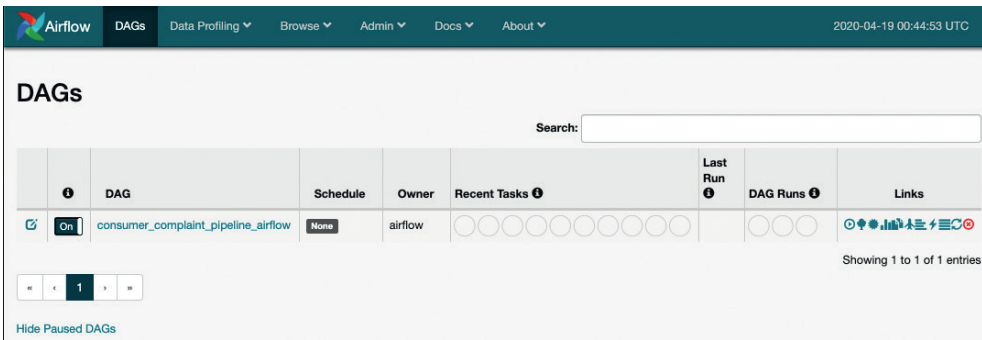 Airflow DAGs Data Profiling Browse Admin Docs About 2020-04-19 00:44:53 UTC
DAGs
Search:
DAG Schedule Owner Recent Tasks Last Run DAG Runs Links
On consumer_complaint_pipeline_airflow None airflow
Showing 1 to 1 of 1 entries
« ‹ 1 › »
Hide Paused DAGs